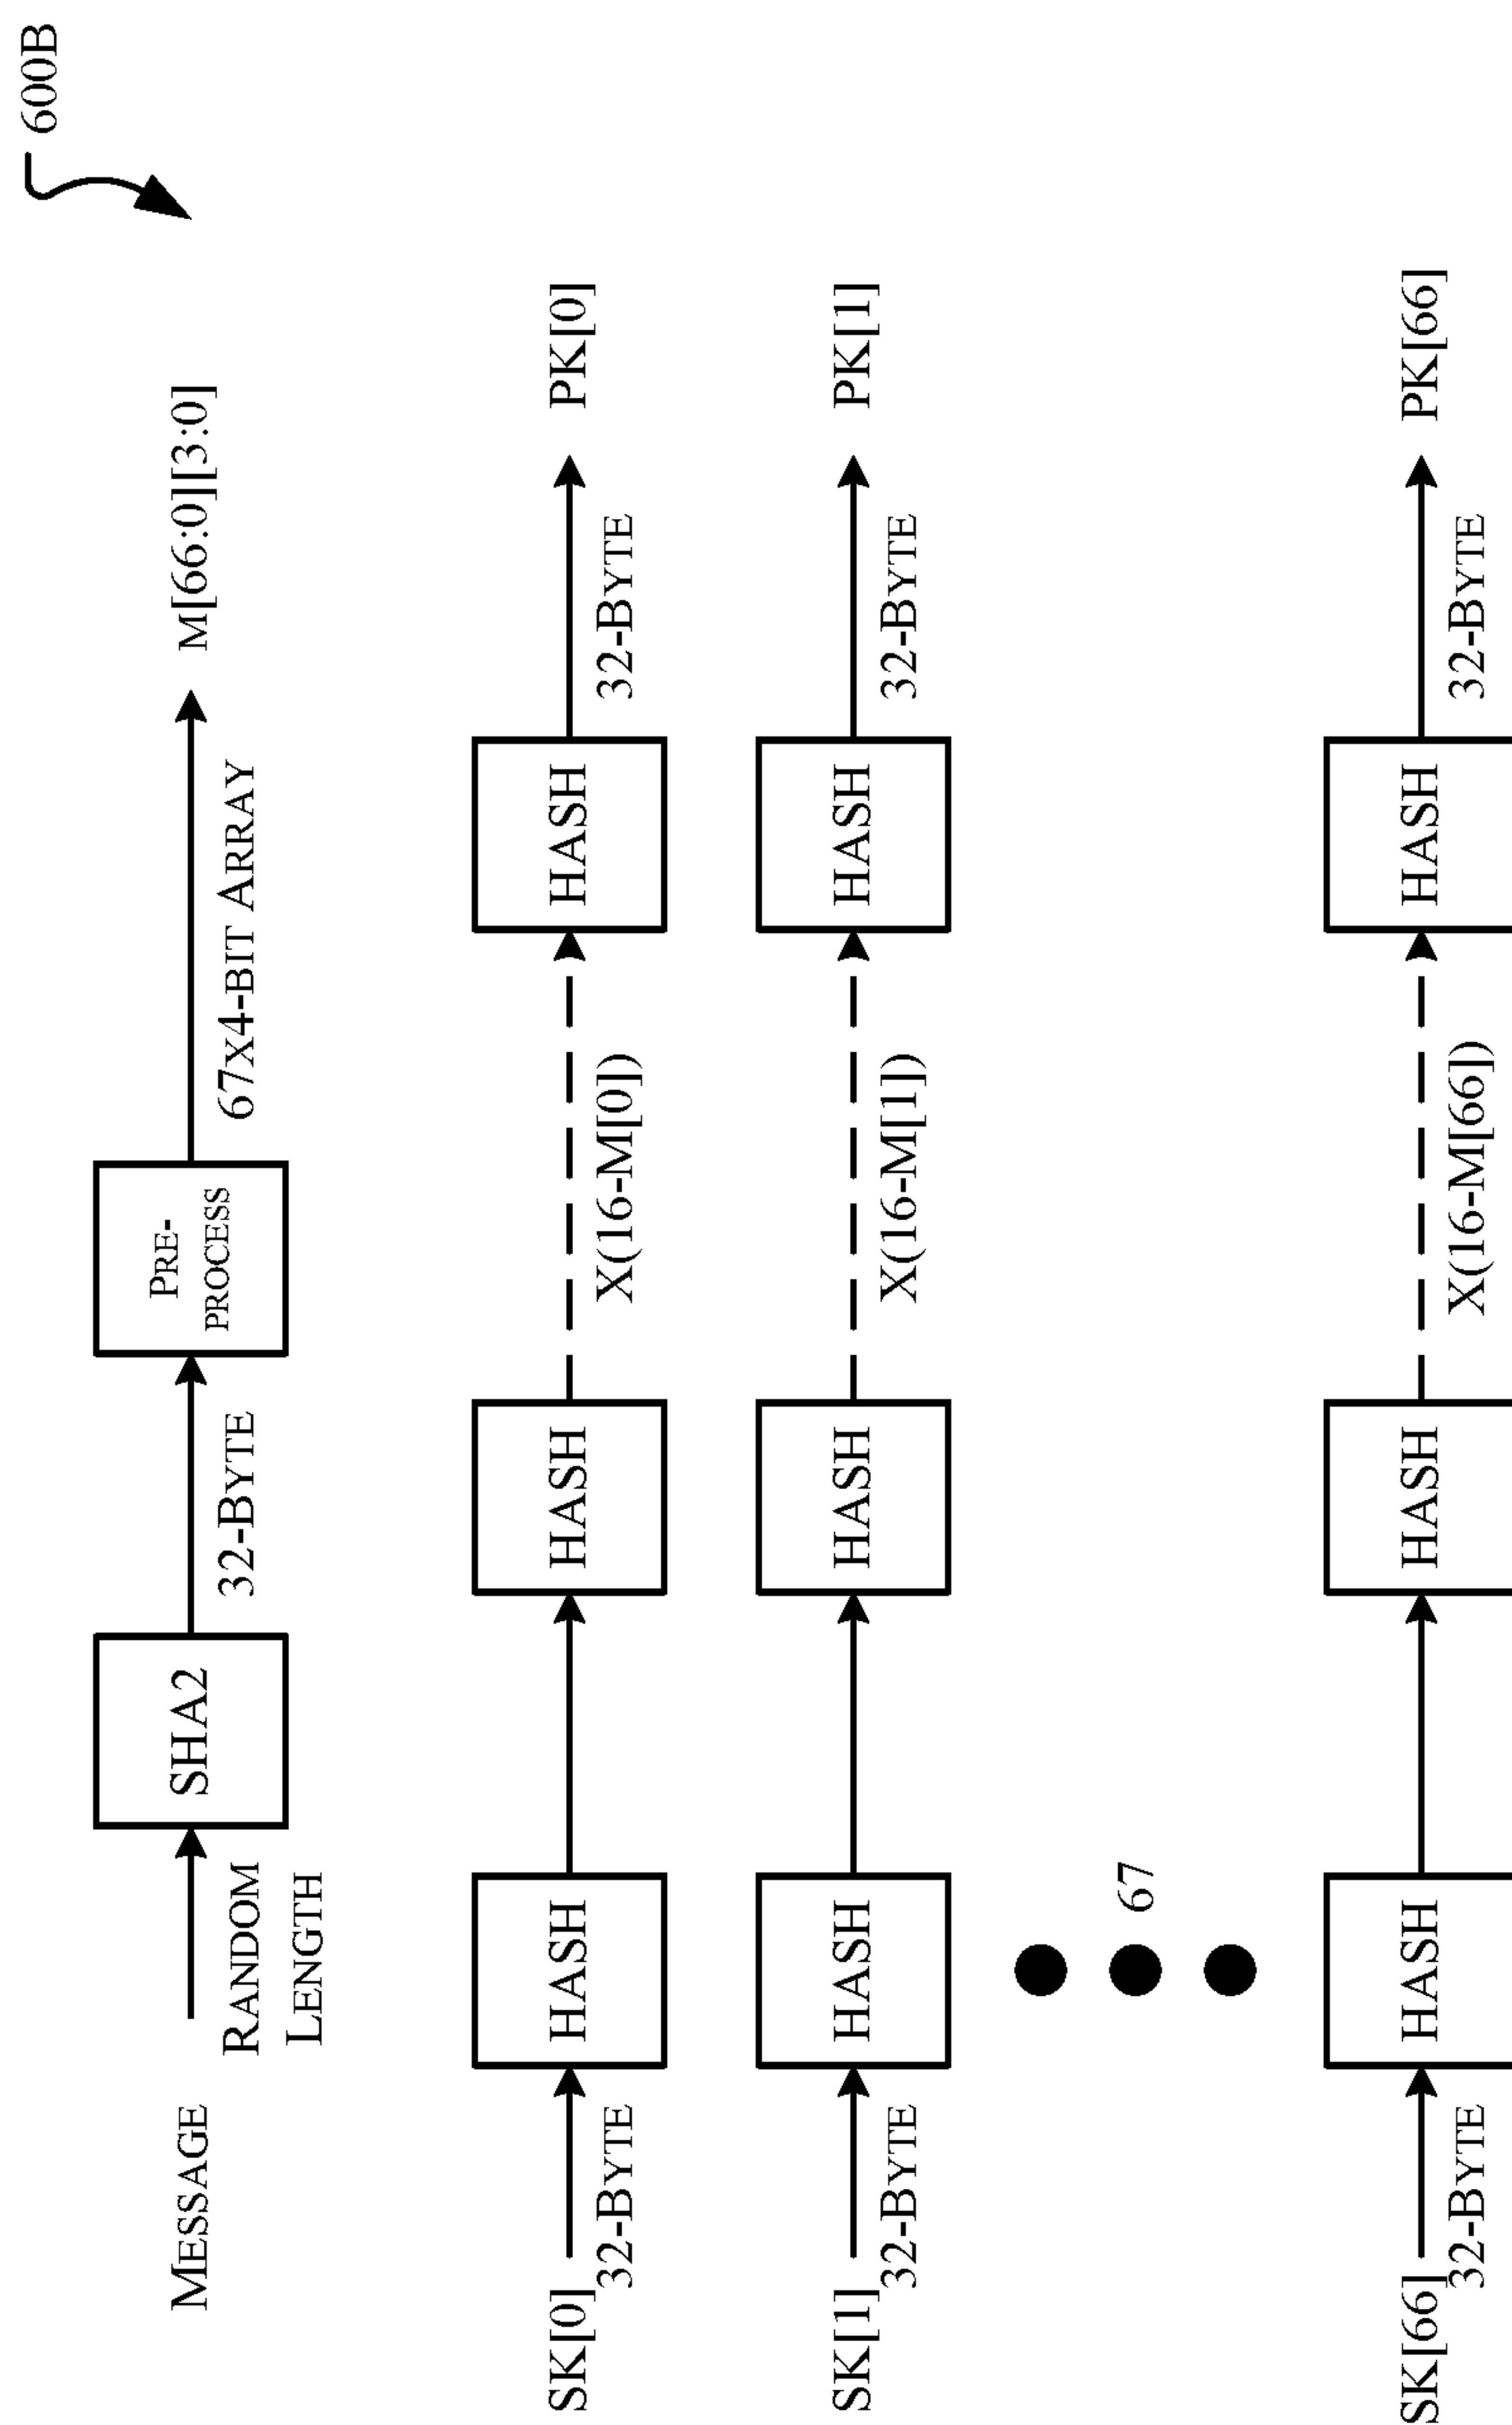 600B
MESSAGE
RANDOM
LENGTH
SHA2
32-BYTE
PRE-
PROCESS
67X4-BIT ARRAY
M[66:0][3:0]
SK[0]
32-BYTE
HASH
HASH
X(16-M[0])
HASH
32-BYTE
PK[0]
SK[1]
32-BYTE
HASH
HASH
X(16-M[1])
HASH
32-BYTE
PK[1]
67
SK[66]
32-BYTE
HASH
HASH
X(16-M[66])
HASH
32-BYTE
PK[66]